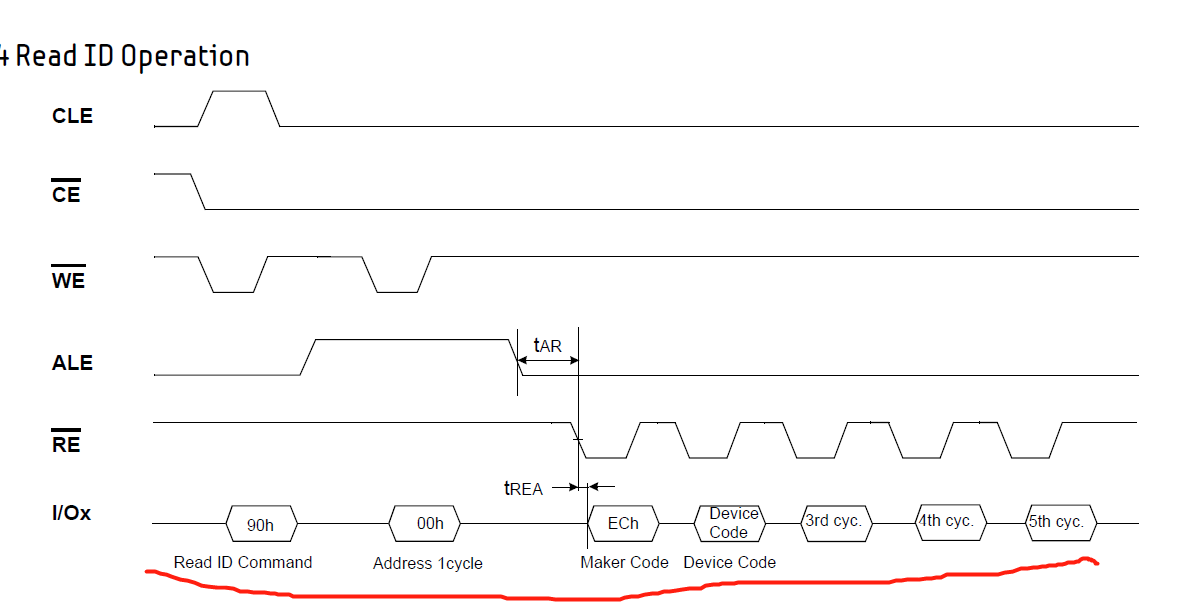 4 Read ID Operation
CLE
CE
WE
ALE
tAR
RE
tREA
I/Ox
90h
00h
ECh
Device
Code
3rd cyc.
4th cyc.
5th cyc.
Read ID Command
Address 1cycle
Maker Code
Device Code